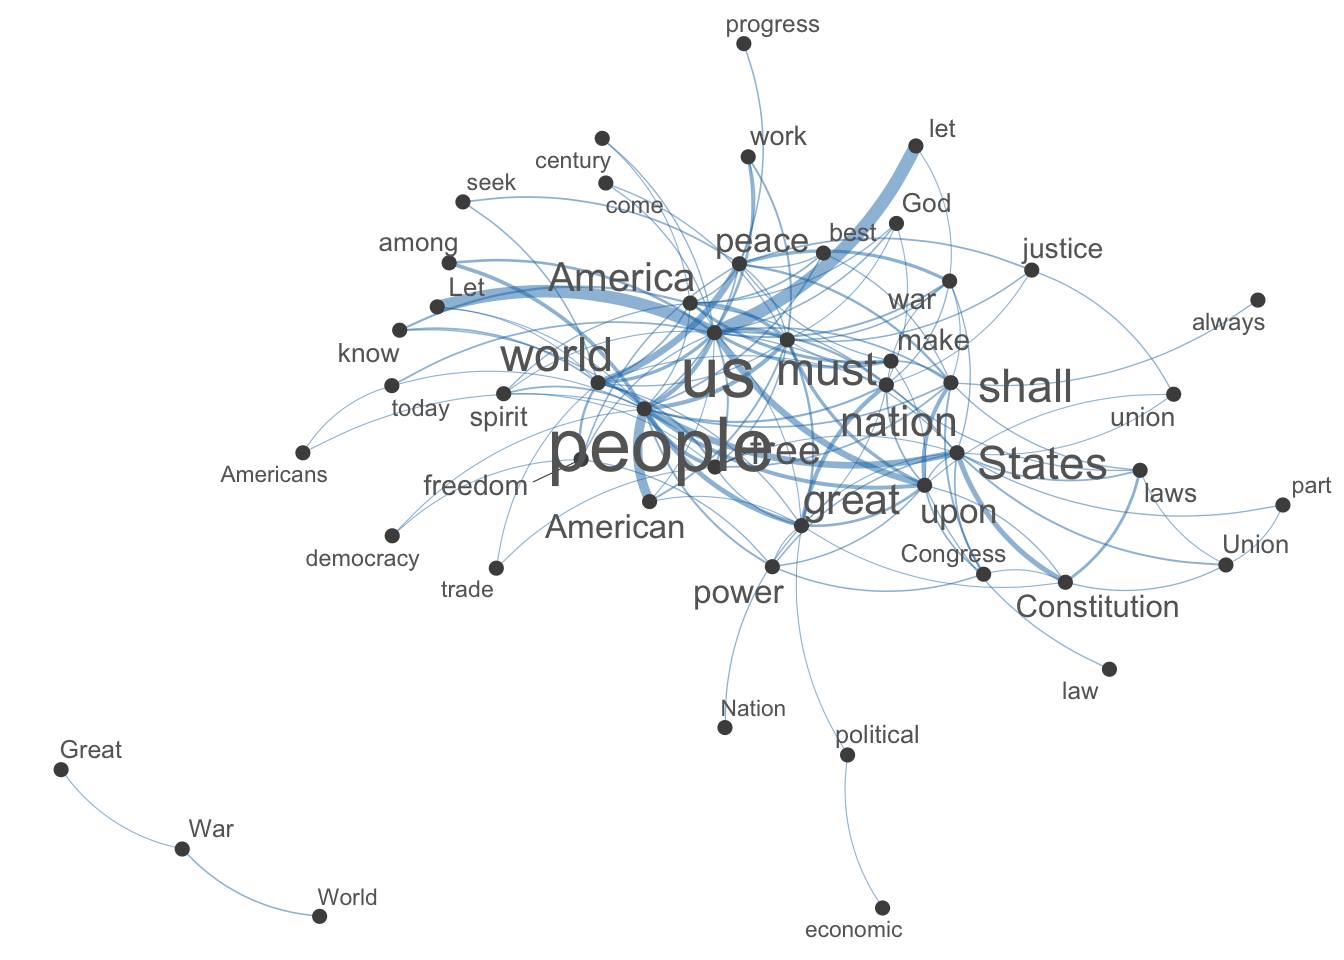 progress
let
work
century
seek
come
God
best
among
peace
justice
America
Let
war
always
know
make
world
us
must
shall
today
spirit
nation
union
people
free
States
Americans
freedom
great
laws
part
American
upon
Union
democracy
Congress
trade
power
Constitution
law
Nation
political
Great
War
World
economic